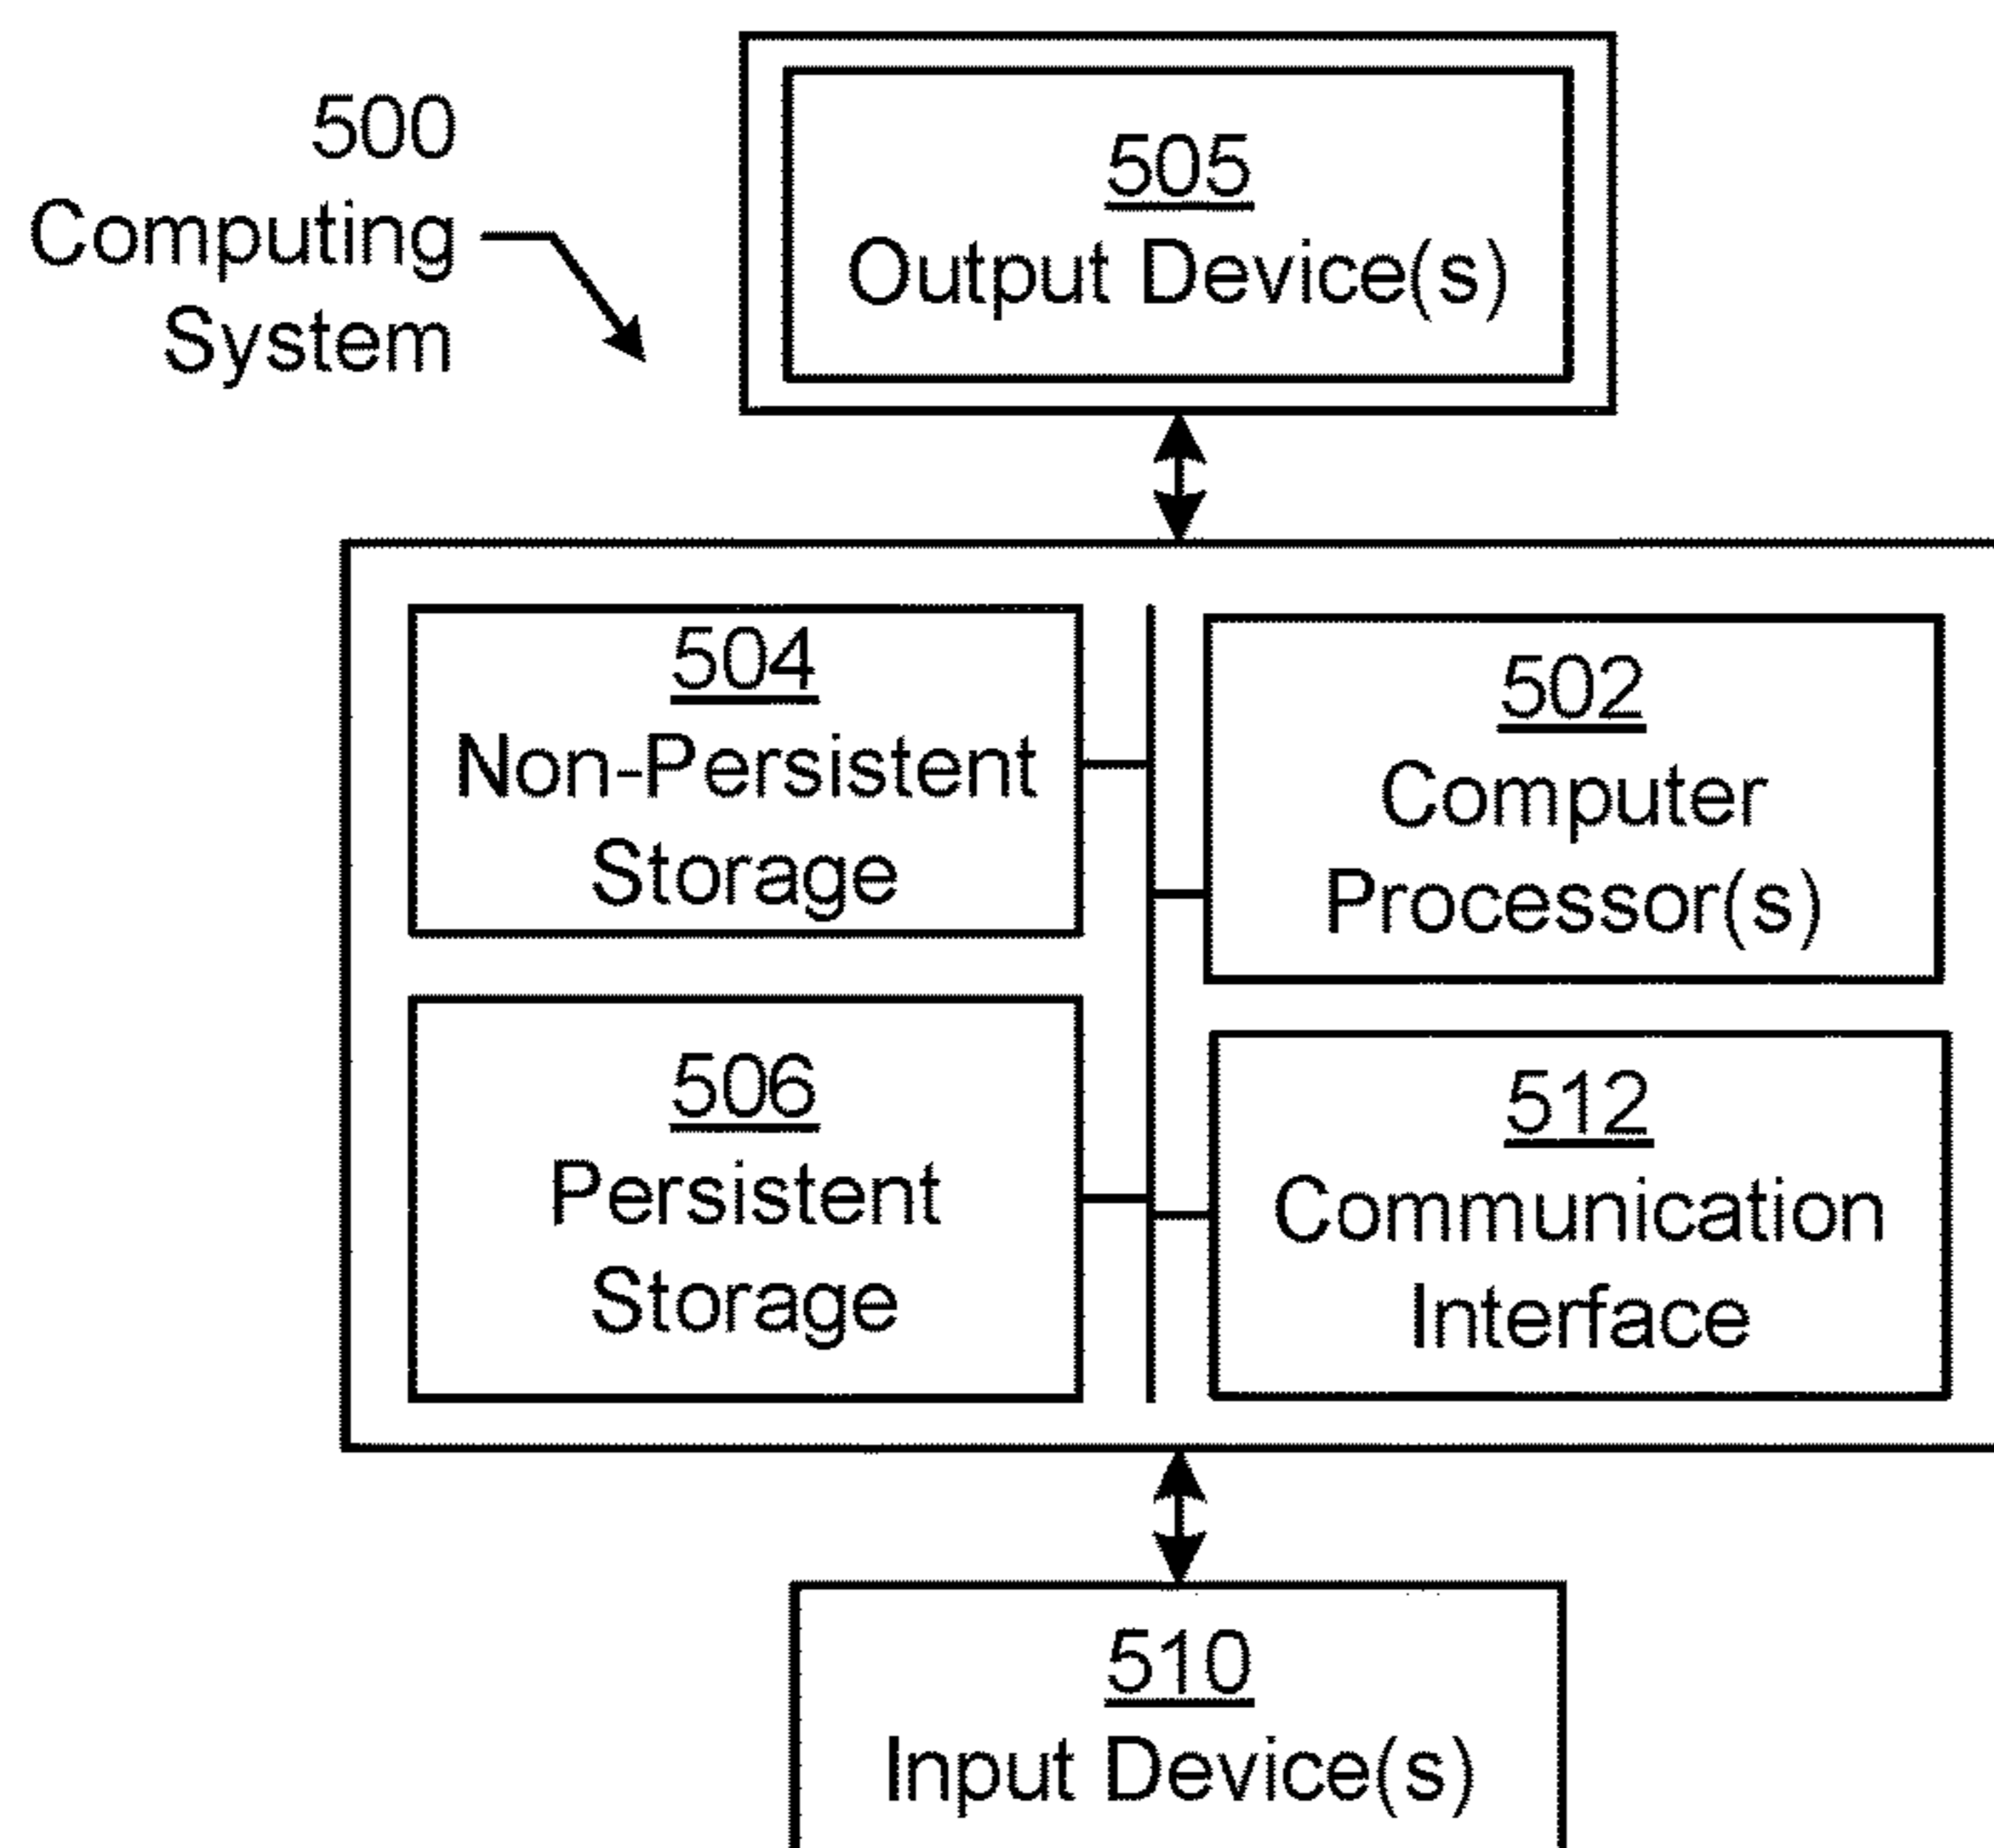 500
Computing
System
505
Output Device(s)
504
Non-Persistent
Storage
502
Computer
Processor(s)
506
Persistent
Storage
512
Communication
Interface
510
Input Device(s)